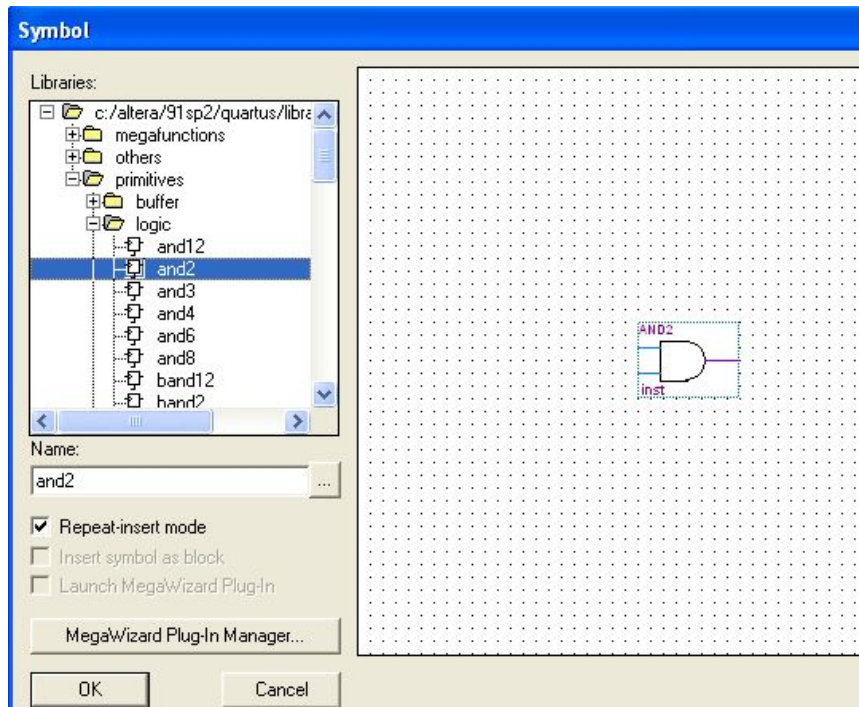 Symbol
Libraries:
c:/altera/91sp2/quartus/libra
megafunctions
others
primitives
buffer
logic
and12
and2
and3
and4
and6
and8
band12
band2
Name:
and2
...
Repeat-insert mode
Insert symbol as block
Launch MegaWizard Plug-In
MegaWizard Plug-In Manager...
OK Cancel
AND2
inst